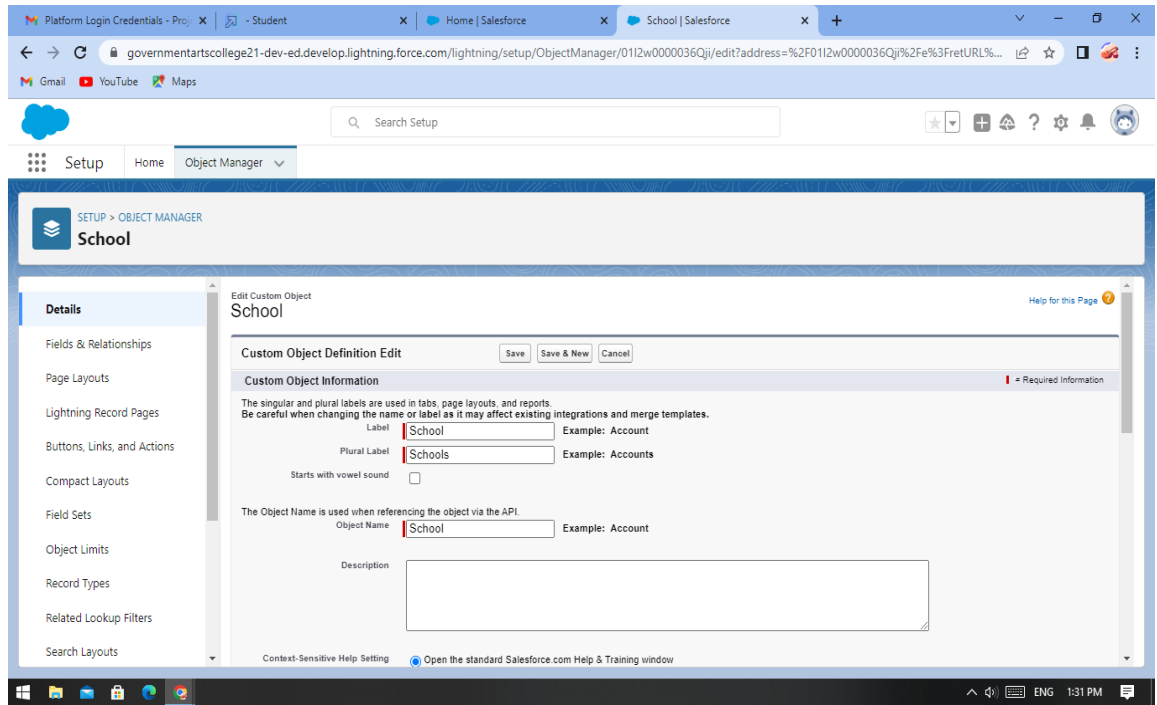 Platform Login Credentials - Proj
- Student
Home | Salesforce
School | Salesforce
governmentartscollege21-dev-ed.develop.lightning.force.com/lightning/setup/ObjectManager/01I2w0000036Qji/edit?address=%2F01I2w0000036Qji%2Fe%3FretURL%...
Gmail YouTube Maps
Search Setup
Setup Home Object Manager
SETUP > OBJECT MANAGER
School
Details
Fields & Relationships
Page Layouts
Lightning Record Pages
Buttons, Links, and Actions
Compact Layouts
Field Sets
Object Limits
Record Types
Related Lookup Filters
Search Layouts
Edit Custom Object
School
Help for this Page ?
Custom Object Definition Edit Save Save & New Cancel
Custom Object Information = Required Information
The singular and plural labels are used in tabs, page layouts, and reports.
Be careful when changing the name or label as it may affect existing integrations and merge templates.
Label School Example: Account
Plural Label Schools Example: Accounts
Starts with vowel sound
The Object Name is used when referencing the object via the API.
Object Name School Example: Account
Description
Context-Sensitive Help Setting Open the standard Salesforce.com Help & Training window
ENG 1:31 PM